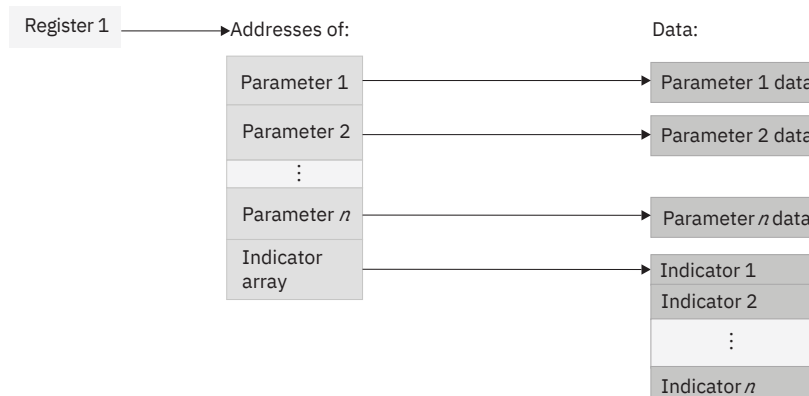 Register 1
Addresses of:
Data:
Parameter 1
Parameter 1 data
Parameter 2
Parameter 2 data
⋮
Parameter n
Parameter n data
Indicator
array
Indicator 1
Indicator 2
⋮
Indicator n